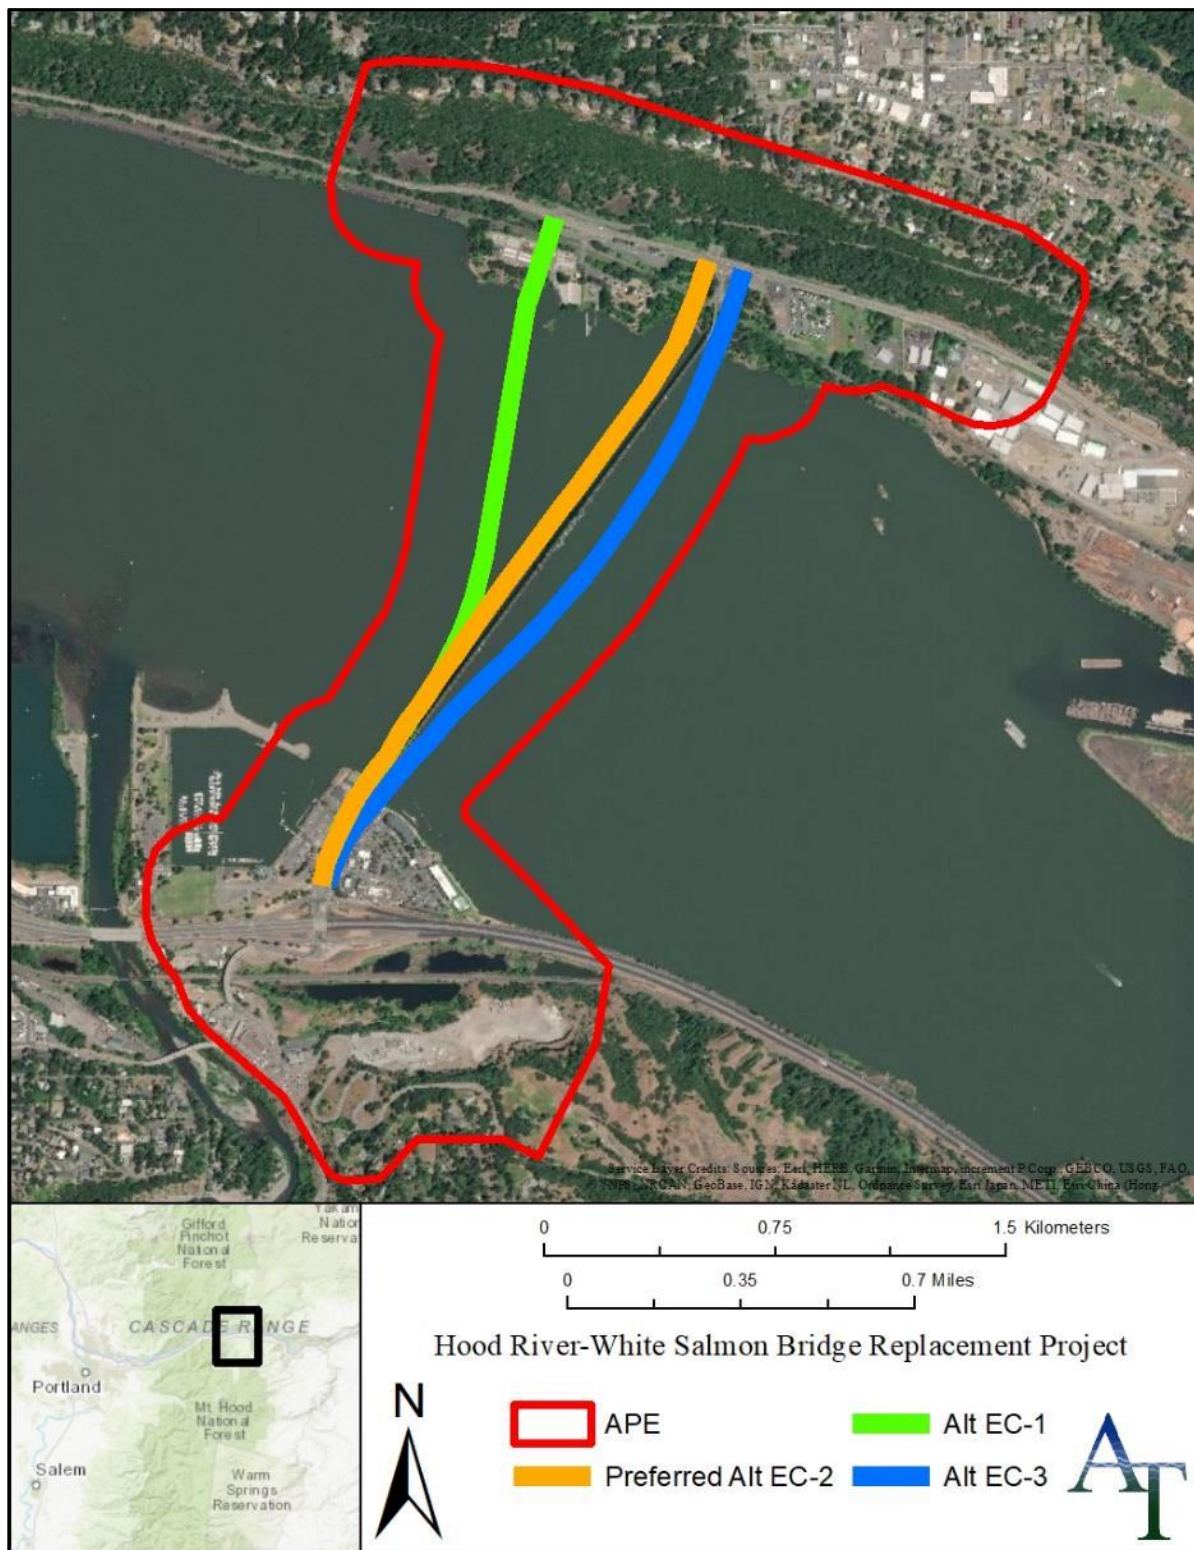 Service Layer Credits: Sources: Esri, HERE, Garmin, Intermap, increment P Corp., GEBCO, USGS, FAO,
NPS, NRCAN, GeoBase, IGN, Kadaster NL, Ordnance Survey, Esri Japan, METI, Esri China (Hong
Gifford
Pinchot
National
Forest
Yakam
Nation
Reserva
ANGES
CASCADE RANGE
Portland
Mt Hood
National
Forest
Salem
Warm
Springs
Reservation
0 0.75 1.5 Kilometers
0 0.35 0.7 Miles
Hood River-White Salmon Bridge Replacement Project
N
APE
Alt EC-1
Preferred Alt EC-2
Alt EC-3
AT